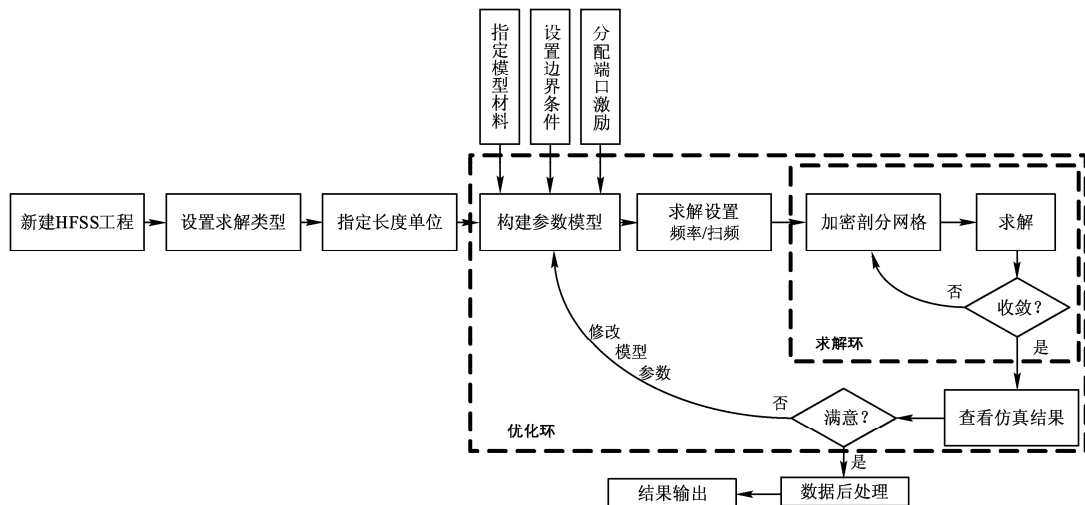 指定模型材料
设置边界条件
分配端口激励
新建HFSS工程
设置求解类型
指定长度单位
构建参数模型
求解设置
频率/扫频
加密剖分网格
求解
否
收敛？
求解环
是
修改
模型
参数
否
满意？
查看仿真结果
优化环
是
结果输出
数据后处理